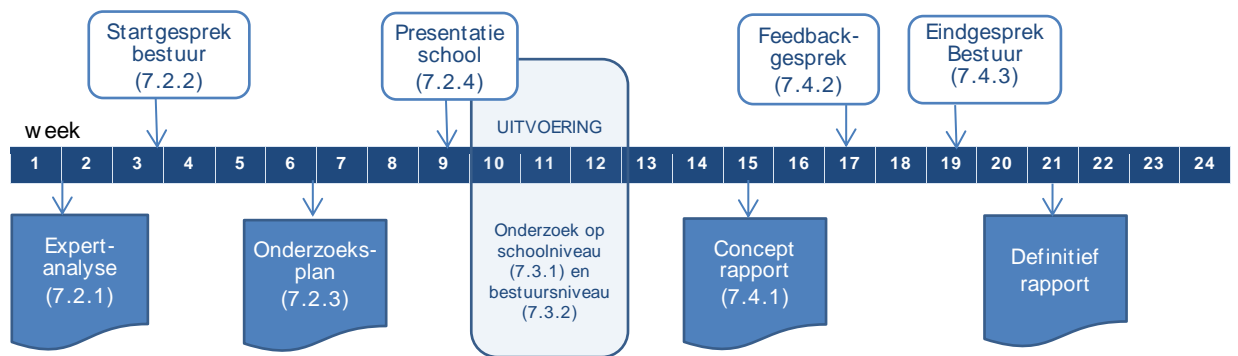 Startgesprek
bestuur
(7.2.2)
Presentatie
school
(7.2.4)
Feedback-
gesprek
(7.4.2)
Eindgesprek
Bestuur
(7.4.3)
week
UITVOERING
1 2 3 4 5 6 7 8 9 10 11 12 13 14 15 16 17 18 19 20 21 22 23 24
Expert-
analyse
(7.2.1)
Onderzoeks-
plan
(7.2.3)
Onderzoek op
schoolniveau
(7.3.1) en
bestuursniveau
(7.3.2)
Concept
rapport
(7.4.1)
Definitief
rapport